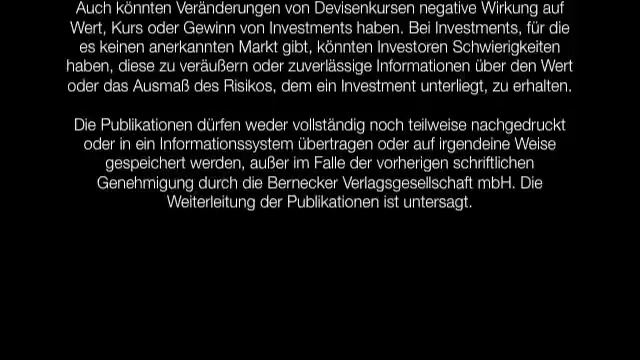 Auch könnten Veränderungen von Devisenkursen negative Wirkung auf
Wert, Kurs oder Gewinn von Investments haben. Bei Investments, für die
es keinen anerkannten Markt gibt, könnten Investoren Schwierigkeiten
haben, diese zu veräußern oder zuverlässige Informationen über den Wert
oder das Ausmaß des Risikos, dem ein Investment unterliegt, zu erhalten.
Die Publikationen dürfen weder vollständig noch teilweise nachgedruckt
oder in ein Informationssystem übertragen oder auf irgendeine Weise
gespeichert werden, außer im Falle der vorherigen schriftlichen
Genehmigung durch die Bernecker Verlagsgesellschaft mbH. Die
Weiterleitung der Publikationen ist untersagt.